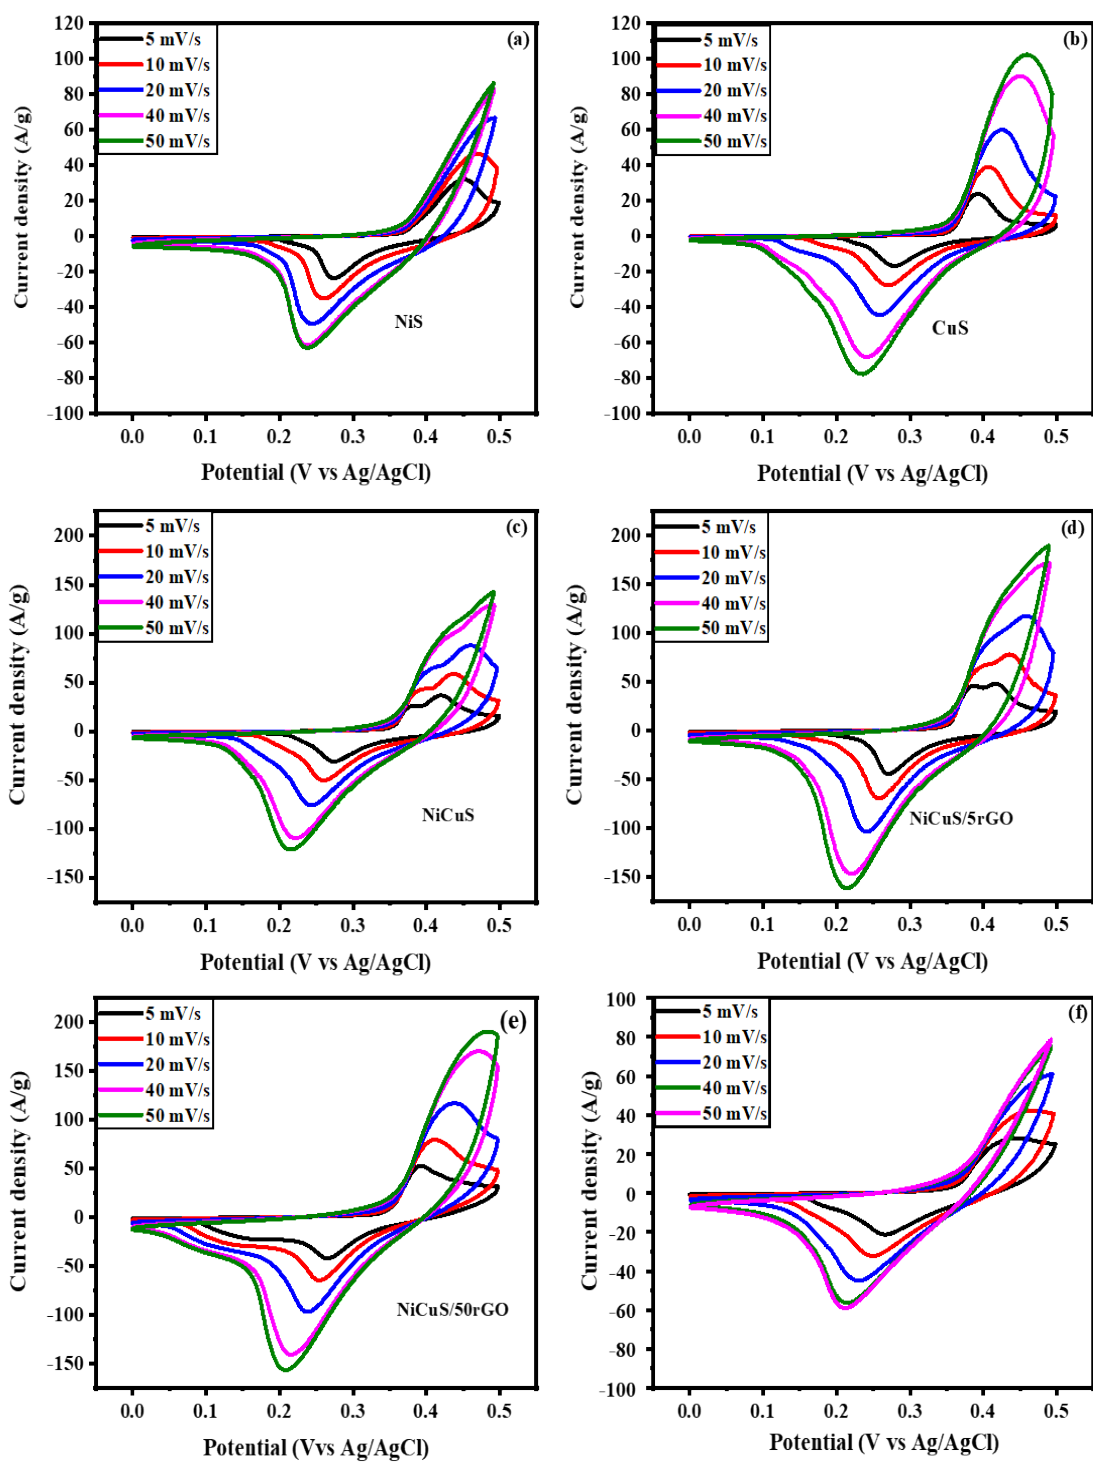 (a)
5 mV/s
10 mV/s
20 mV/s
40 mV/s
50 mV/s
120
100
80
60
40
20
0
-20
-40
-60
-80
-100
Current density (A/g)
NiS
0.0 0.1 0.2 0.3 0.4 0.5
Potential (V vs Ag/AgCl)
(b)
5 mV/s
10 mV/s
20 mV/s
40 mV/s
50 mV/s
120
100
80
60
40
20
0
-20
-40
-60
-80
-100
Current density (A/g)
CuS
0.0 0.1 0.2 0.3 0.4 0.5
Potential (V vs Ag/AgCl)
(c)
5 mV/s
10 mV/s
20 mV/s
40 mV/s
50 mV/s
200
150
100
50
0
-50
-100
-150
Current density (A/g)
NiCuS
0.0 0.1 0.2 0.3 0.4 0.5
Potential (V vs Ag/AgCl)
(d)
5 mV/s
10 mV/s
20 mV/s
40 mV/s
50 mV/s
200
150
100
50
0
-50
-100
-150
Current density (A/g)
NiCuS/5rGO
0.0 0.1 0.2 0.3 0.4 0.5
Potential (V vs Ag/AgCl)
(e)
5 mV/s
10 mV/s
20 mV/s
40 mV/s
50 mV/s
200
150
100
50
0
-50
-100
-150
Current density (A/g)
NiCuS/50rGO
0.0 0.1 0.2 0.3 0.4 0.5
Potential (Vvs Ag/AgCl)
(f)
5 mV/s
10 mV/s
20 mV/s
40 mV/s
50 mV/s
100
80
60
40
20
0
-20
-40
-60
-80
-100
Current density (A/g)
0.0 0.1 0.2 0.3 0.4 0.5
Potential (V vs Ag/AgCl)